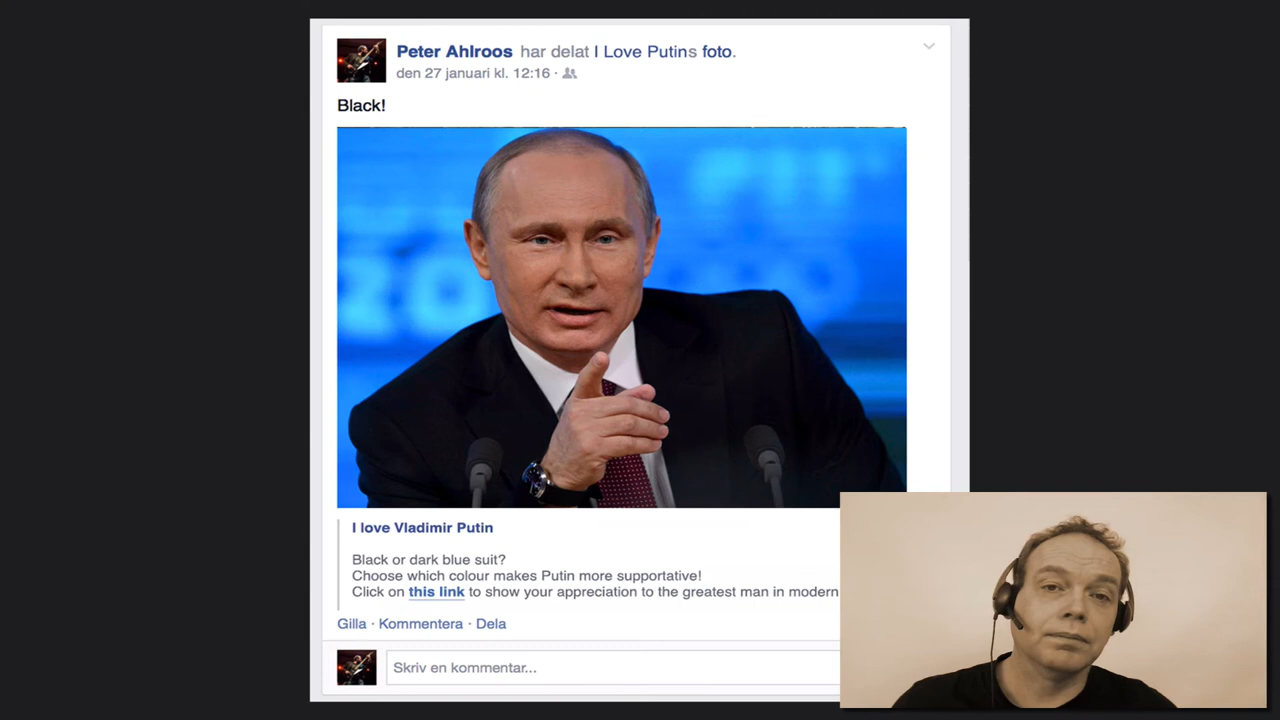 Peter Ahlroos har delat I Love Putins foto.
den 27 januari kl. 12:16 ·
Black!
I love Vladimir Putin
Black or dark blue suit?
Choose which colour makes Putin more supportative!
Click on this link to show your appreciation to the greatest man in modern
Gilla · Kommentera · Dela
Skriv en kommentar...